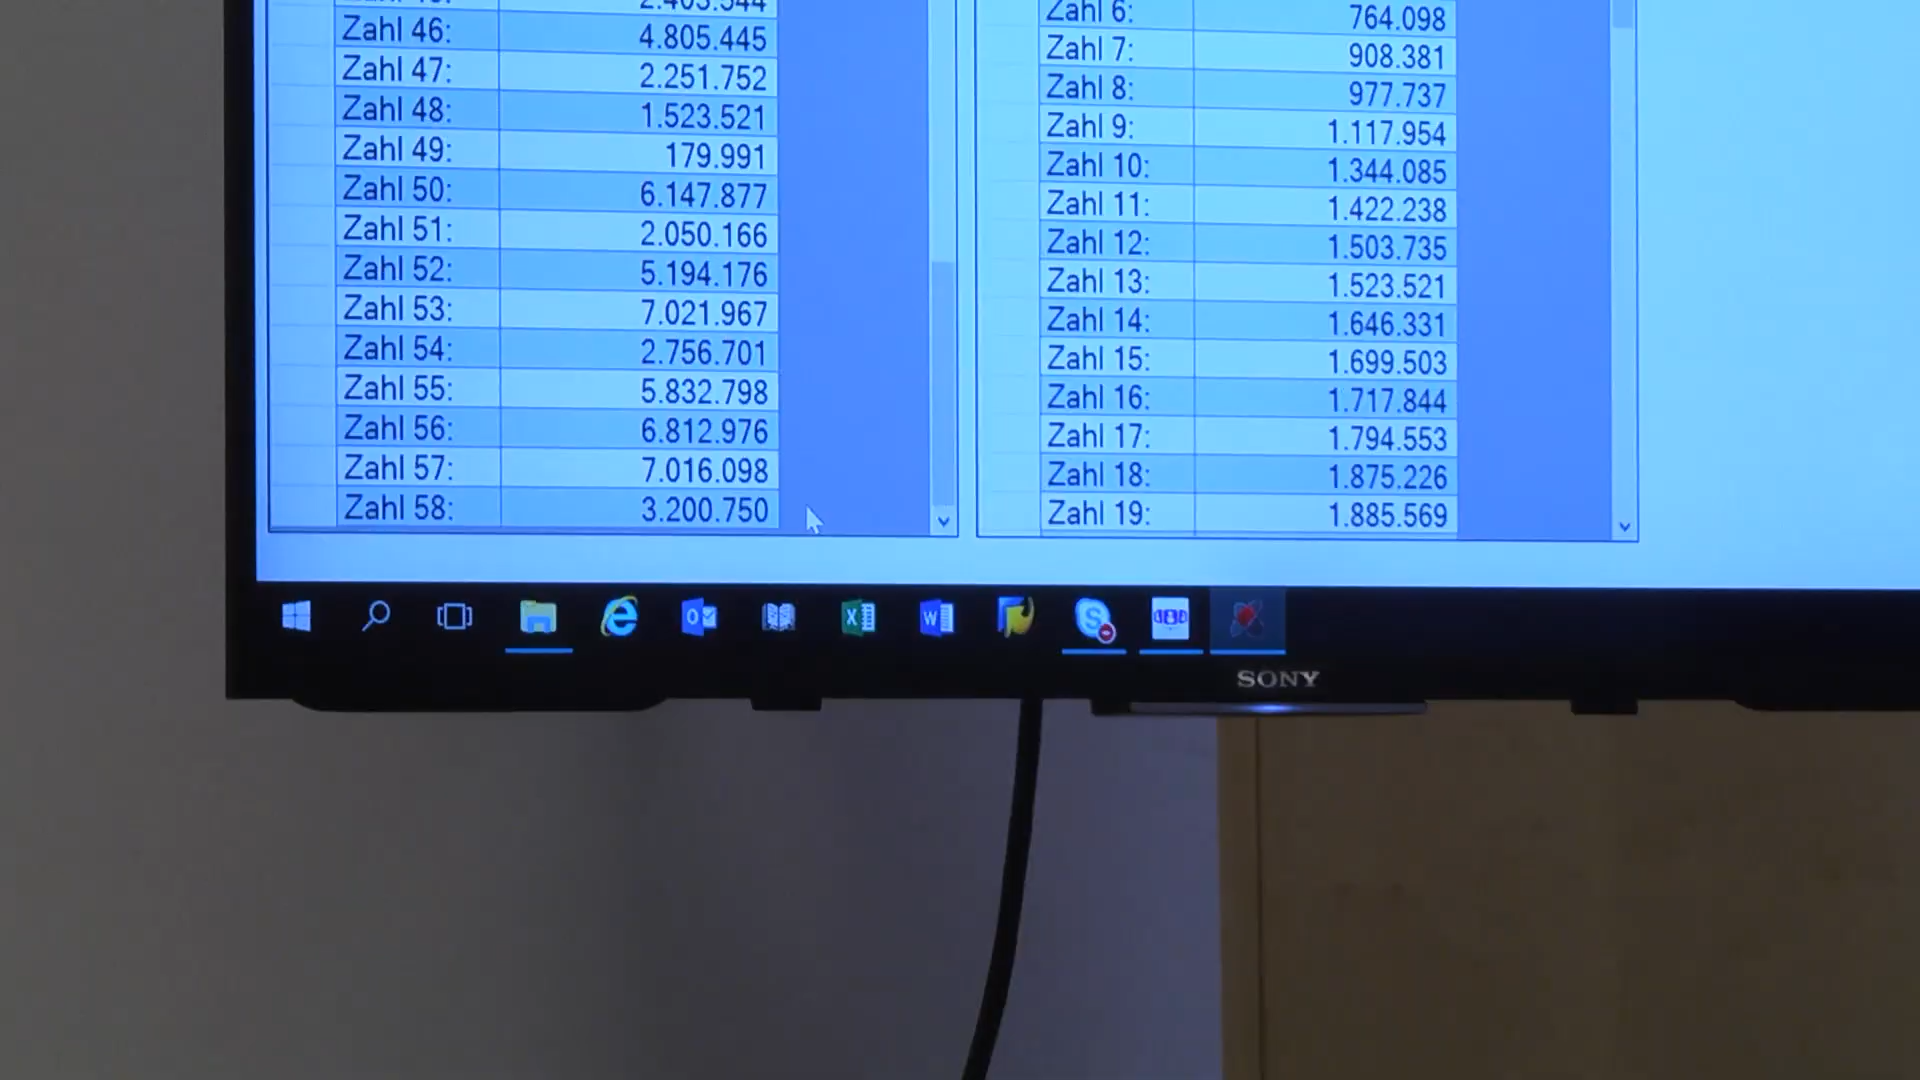 2.403.544
Zahl 46: 4.805.445
Zahl 47: 2.251.752
Zahl 48: 1.523.521
Zahl 49: 179.991
Zahl 50: 6.147.877
Zahl 51: 2.050.166
Zahl 52: 5.194.176
Zahl 53: 7.021.967
Zahl 54: 2.756.701
Zahl 55: 5.832.798
Zahl 56: 6.812.976
Zahl 57: 7.016.098
Zahl 58: 3.200.750
Zahl 6: 764.098
Zahl 7: 908.381
Zahl 8: 977.737
Zahl 9: 1.117.954
Zahl 10: 1.344.085
Zahl 11: 1.422.238
Zahl 12: 1.503.735
Zahl 13: 1.523.521
Zahl 14: 1.646.331
Zahl 15: 1.699.503
Zahl 16: 1.717.844
Zahl 17: 1.794.553
Zahl 18: 1.875.226
Zahl 19: 1.885.569
SONY